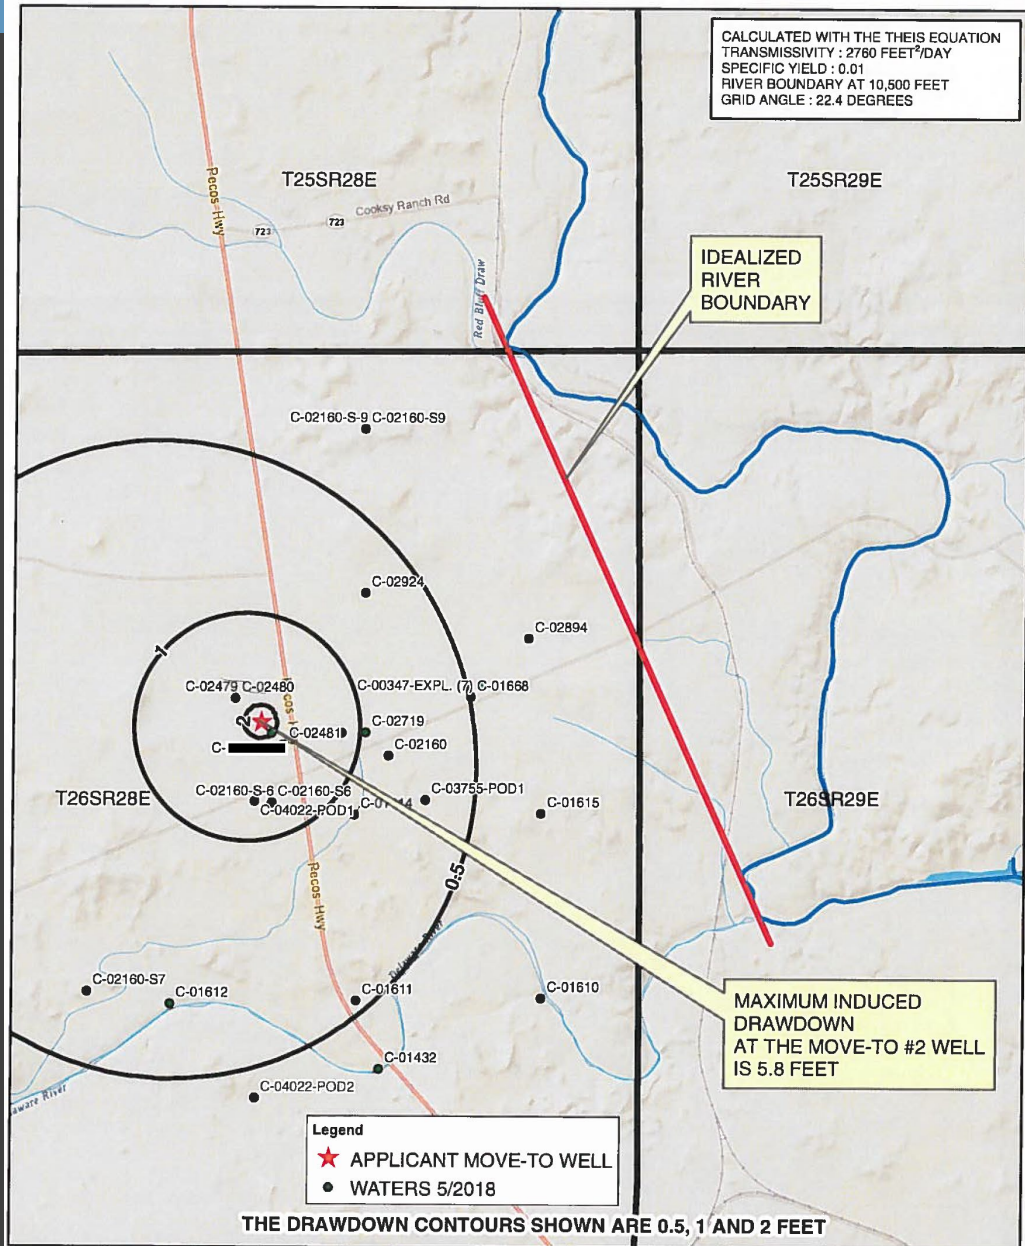 CALCULATED WITH THE THEIS EQUATION
TRANSMISSIVITY : 2760 FEET²/DAY
SPECIFIC YIELD : 0.01
RIVER BOUNDARY AT 10,500 FEET
GRID ANGLE : 22.4 DEGREES
T25SR28E
T25SR29E
Pecos Hwy
723
723
Cooksy Ranch Rd
Red Bluff Draw
IDEALIZED
RIVER
BOUNDARY
C-02160-S-9 C-02160-S9
C-02924
C-02894
1
C-02479 C-02480
C-00347-EXPL. (7) C-01668
2
C-02481
C-02719
C-
C-02160
T26SR28E
C-02160-S-6 C-02160-S6
C-04022-POD1
C-03755-POD1
C-01615
T26SR29E
Pecos-Hwy
0.5
Delaware River
C-02160-S7
C-01612
C-01611
C-01610
C-01432
C-04022-POD2
aware River
MAXIMUM INDUCED
DRAWDOWN
AT THE MOVE-TO #2 WELL
IS 5.8 FEET
Legend
APPLICANT MOVE-TO WELL
WATERS 5/2018
THE DRAWDOWN CONTOURS SHOWN ARE 0.5, 1 AND 2 FEET